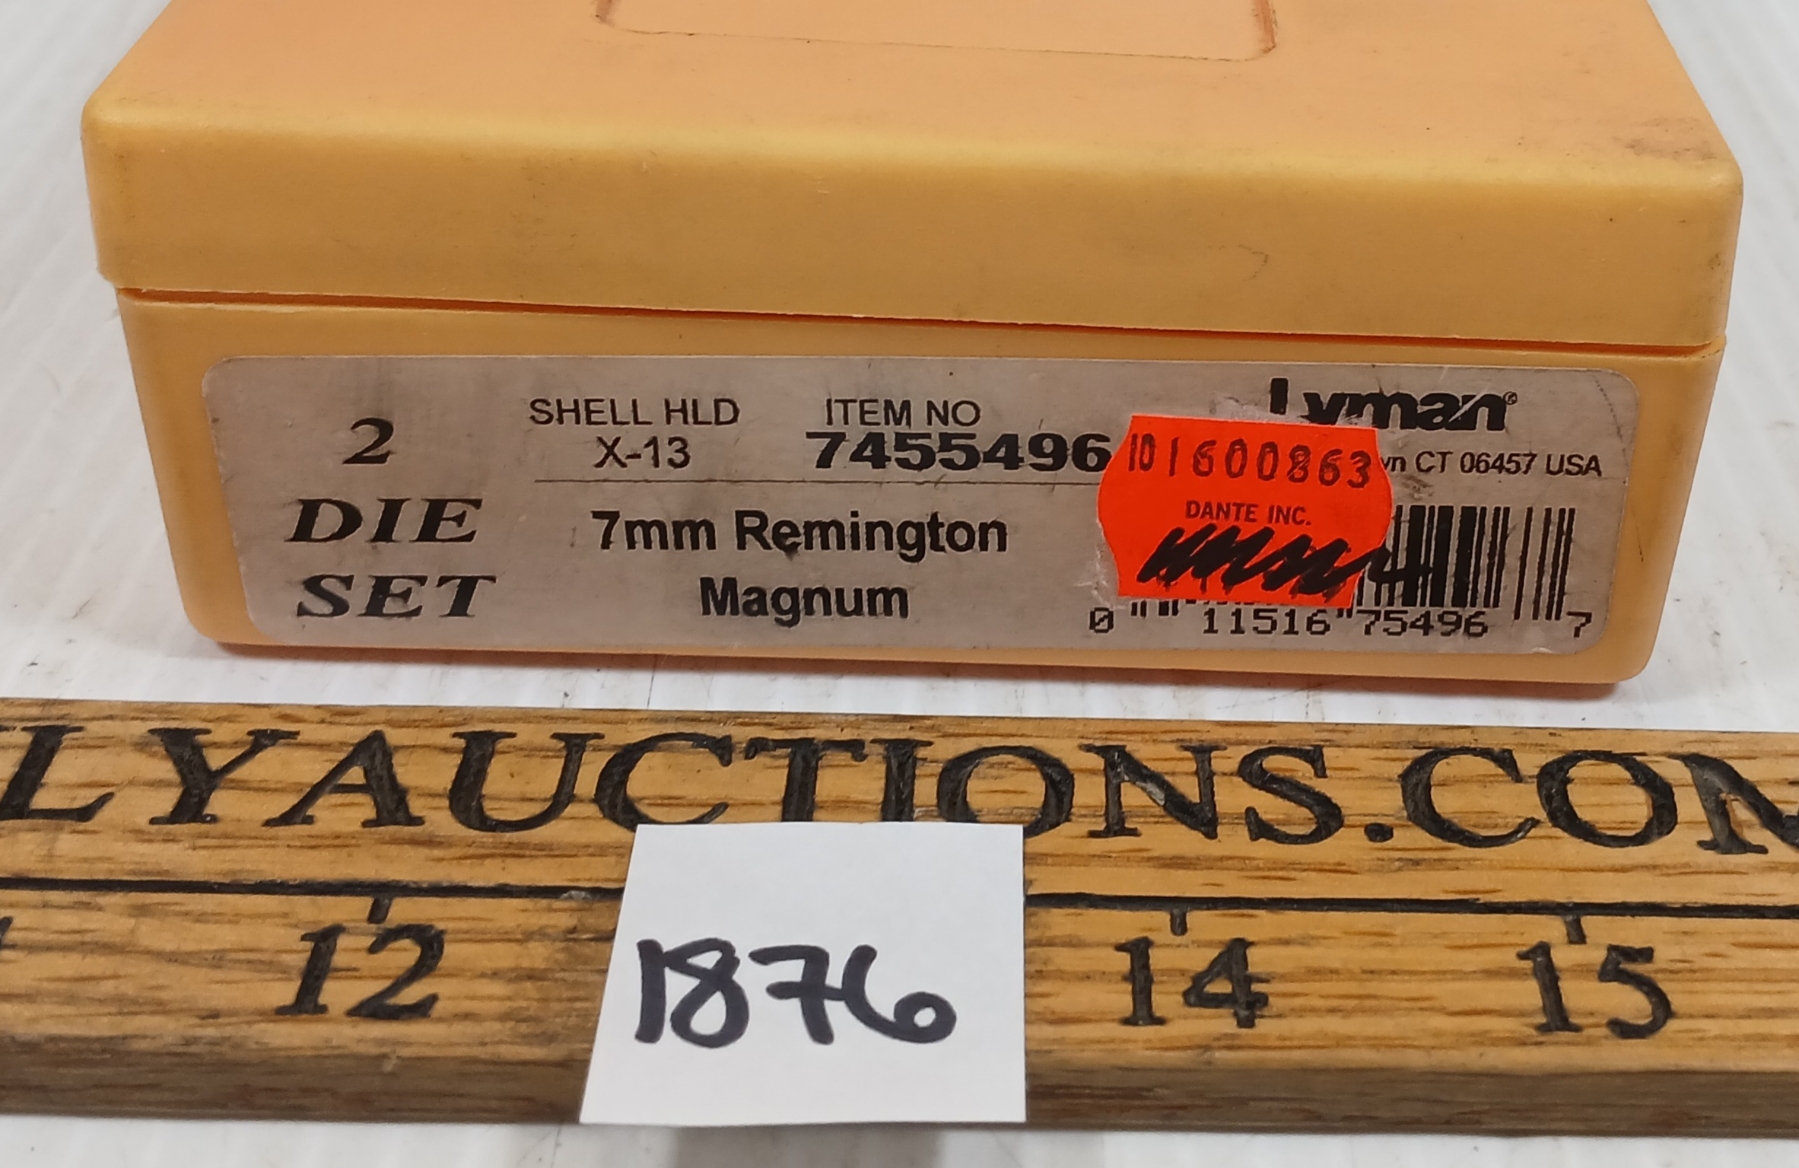 2
DIE
SET
SHELL HLD
X-13
ITEM NO
7455496
7mm Remington
Magnum
Lyman®
CT 06457 USA
101600863
DANTE INC.
0 11516 75496 7
LYAUCTIONS.COM
12
14
15
1876